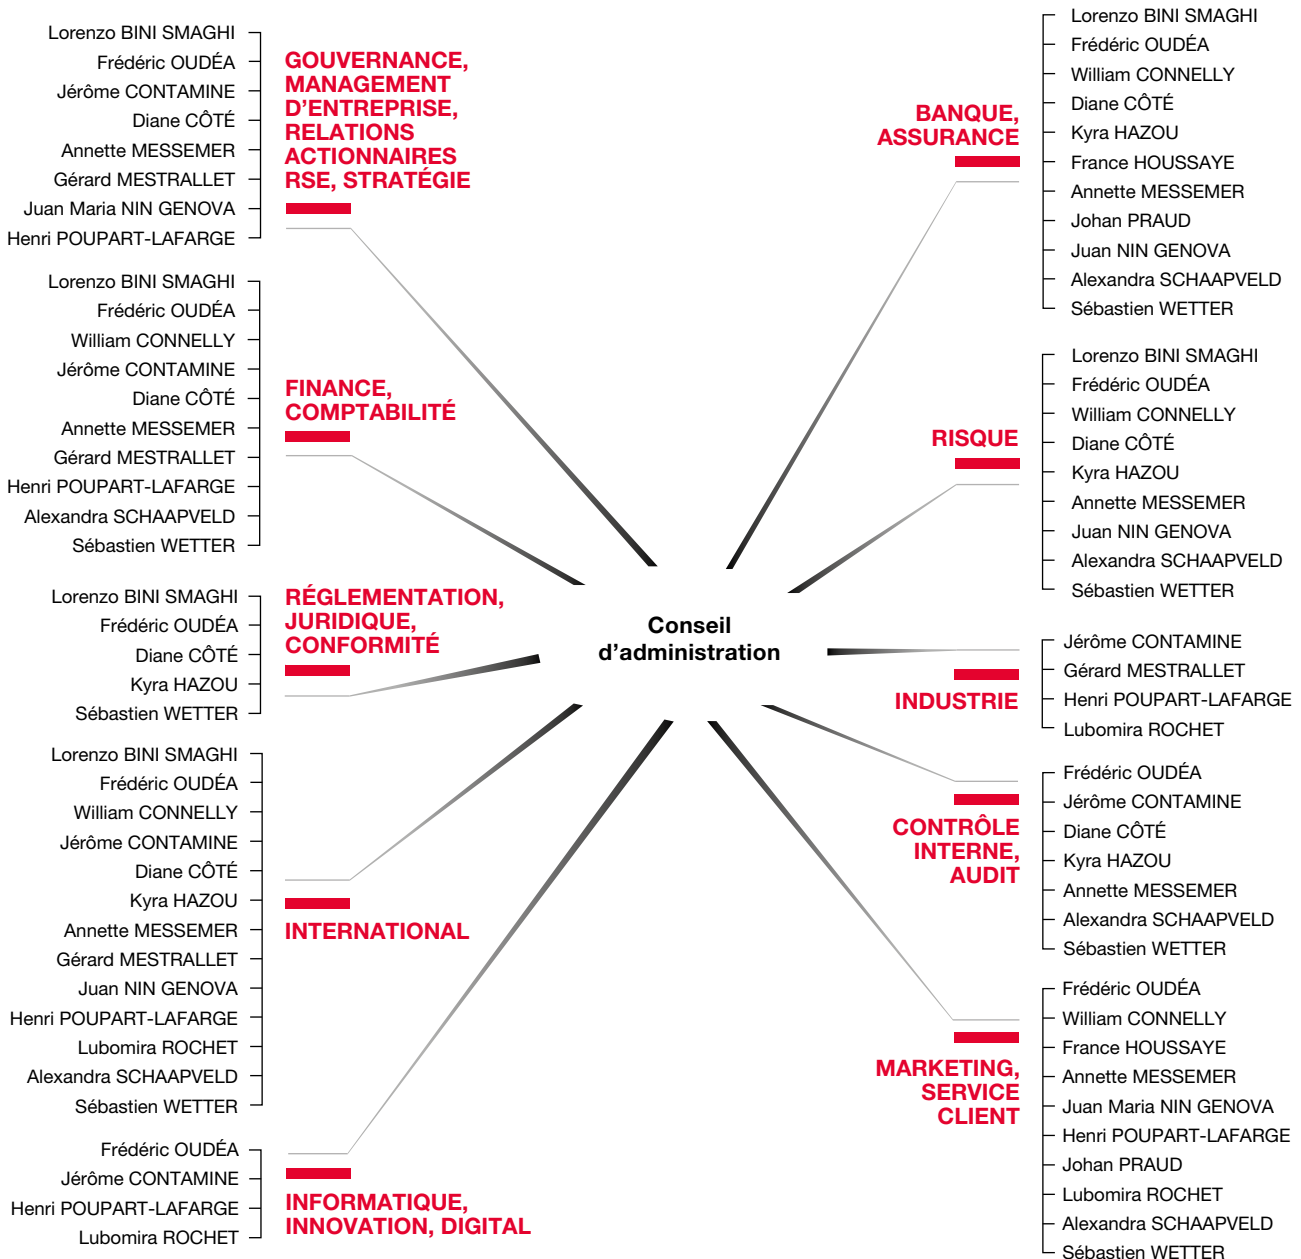 Lorenzo BINI SMAGHI
Frédéric OUDÉA
Jérôme CONTAMINE
Diane CÔTÉ
Annette MESSEMER
Gérard MESTRALLET
Juan Maria NIN GENOVA
Henri POUPART-LAFARGE
GOUVERNANCE,
MANAGEMENT
D’ENTREPRISE,
RELATIONS
ACTIONNAIRES
RSE, STRATÉGIE
Lorenzo BINI SMAGHI
Frédéric OUDÉA
William CONNELLY
Jérôme CONTAMINE
Diane CÔTÉ
Annette MESSEMER
Gérard MESTRALLET
Henri POUPART-LAFARGE
Alexandra SCHAAPVELD
Sébastien WETTER
FINANCE,
COMPTABILITÉ
Lorenzo BINI SMAGHI
Frédéric OUDÉA
Diane CÔTÉ
Kyra HAZOU
Sébastien WETTER
RÉGLEMENTATION,
JURIDIQUE,
CONFORMITÉ
Lorenzo BINI SMAGHI
Frédéric OUDÉA
William CONNELLY
Jérôme CONTAMINE
Diane CÔTÉ
Kyra HAZOU
Annette MESSEMER
Gérard MESTRALLET
Juan NIN GENOVA
Henri POUPART-LAFARGE
Lubomira ROCHET
Alexandra SCHAAPVELD
Sébastien WETTER
INTERNATIONAL
Frédéric OUDÉA
Jérôme CONTAMINE
Henri POUPART-LAFARGE
Lubomira ROCHET
INFORMATIQUE,
INNOVATION, DIGITAL
Conseil
d’administration
BANQUE,
ASSURANCE
Lorenzo BINI SMAGHI
Frédéric OUDÉA
William CONNELLY
Diane CÔTÉ
Kyra HAZOU
France HOUSSAYE
Annette MESSEMER
Johan PRAUD
Juan NIN GENOVA
Alexandra SCHAAPVELD
Sébastien WETTER
RISQUE
Lorenzo BINI SMAGHI
Frédéric OUDÉA
William CONNELLY
Diane CÔTÉ
Kyra HAZOU
Annette MESSEMER
Juan NIN GENOVA
Alexandra SCHAAPVELD
Sébastien WETTER
INDUSTRIE
Jérôme CONTAMINE
Gérard MESTRALLET
Henri POUPART-LAFARGE
Lubomira ROCHET
CONTRÔLE
INTERNE,
AUDIT
Frédéric OUDÉA
Jérôme CONTAMINE
Diane CÔTÉ
Kyra HAZOU
Annette MESSEMER
Alexandra SCHAAPVELD
Sébastien WETTER
MARKETING,
SERVICE
CLIENT
Frédéric OUDÉA
William CONNELLY
France HOUSSAYE
Annette MESSEMER
Juan Maria NIN GENOVA
Henri POUPART-LAFARGE
Johan PRAUD
Lubomira ROCHET
Alexandra SCHAAPVELD
Sébastien WETTER